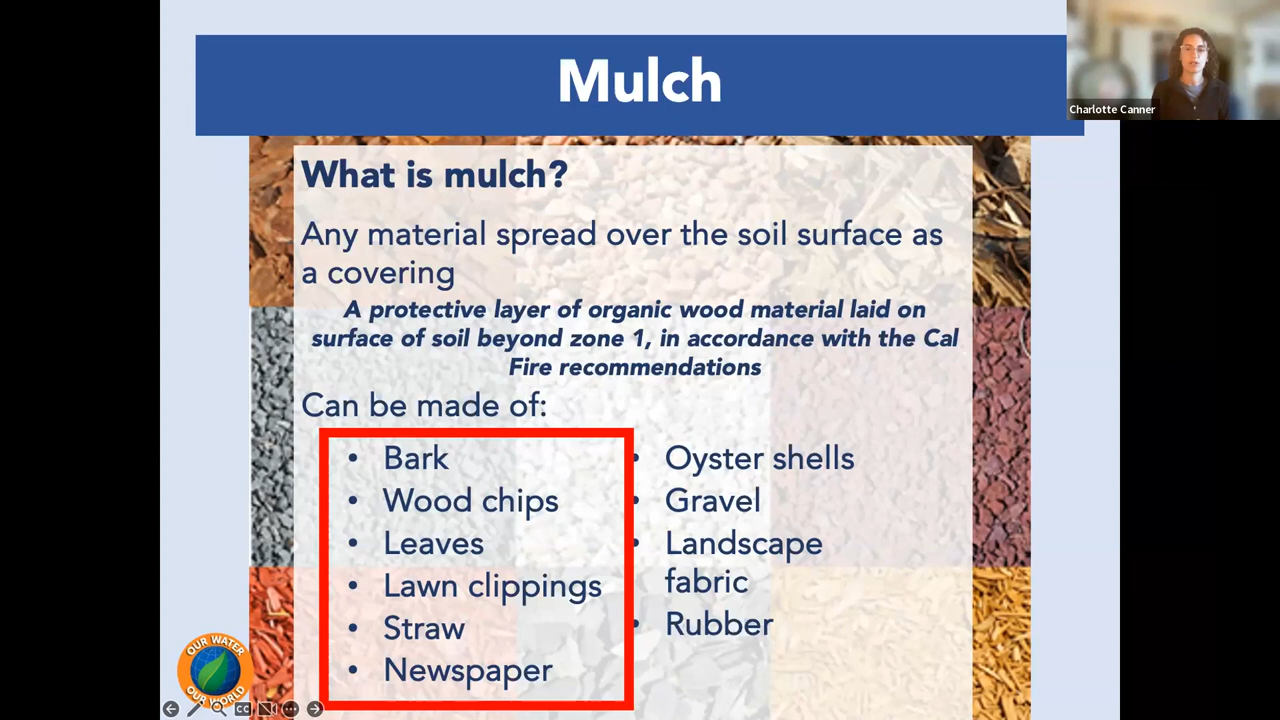 Mulch
Charlotte Canner
What is mulch?
Any material spread over the soil surface as
a covering
A protective layer of organic wood material laid on
surface of soil beyond zone 1, in accordance with the Cal
Fire recommendations
Can be made of:
• Bark
• Wood chips
• Leaves
• Lawn clippings
• Straw
• Newspaper
• Oyster shells
• Gravel
• Landscape
fabric
• Rubber
OUR WATER
OUR WORLD
CC